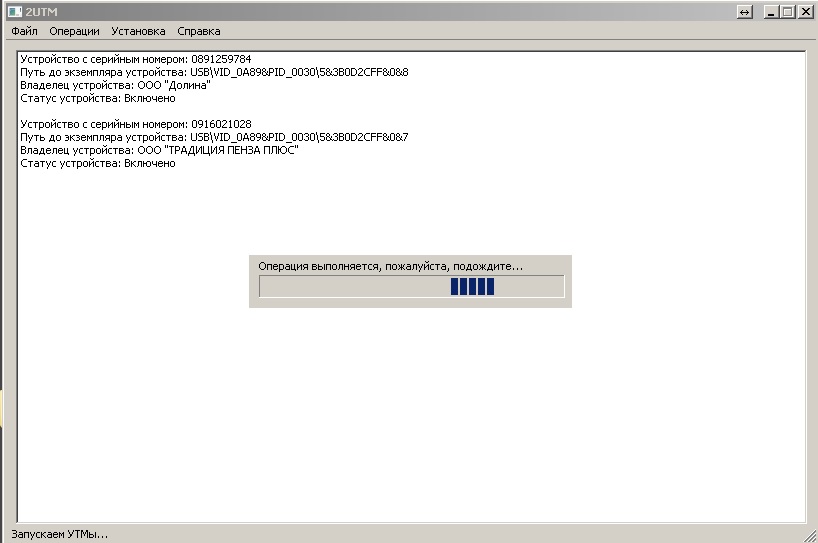 2UTM
Файл Операции Установка Справка
Устройство с серийным номером: 0891259784
Путь до экземпляра устройства: USB\VID_0A89&PID_0030\5&3B0D2CFF&0&8
Владелец устройства: ООО "Долина"
Статус устройства: Включено
Устройство с серийным номером: 0916021028
Путь до экземпляра устройства: USB\VID_0A89&PID_0030\5&3B0D2CFF&0&7
Владелец устройства: ООО "ТРАДИЦИЯ ПЕНЗА ПЛЮС"
Статус устройства: Включено
Операция выполняется, пожалуйста, подождите...
Запускаем УТМы...